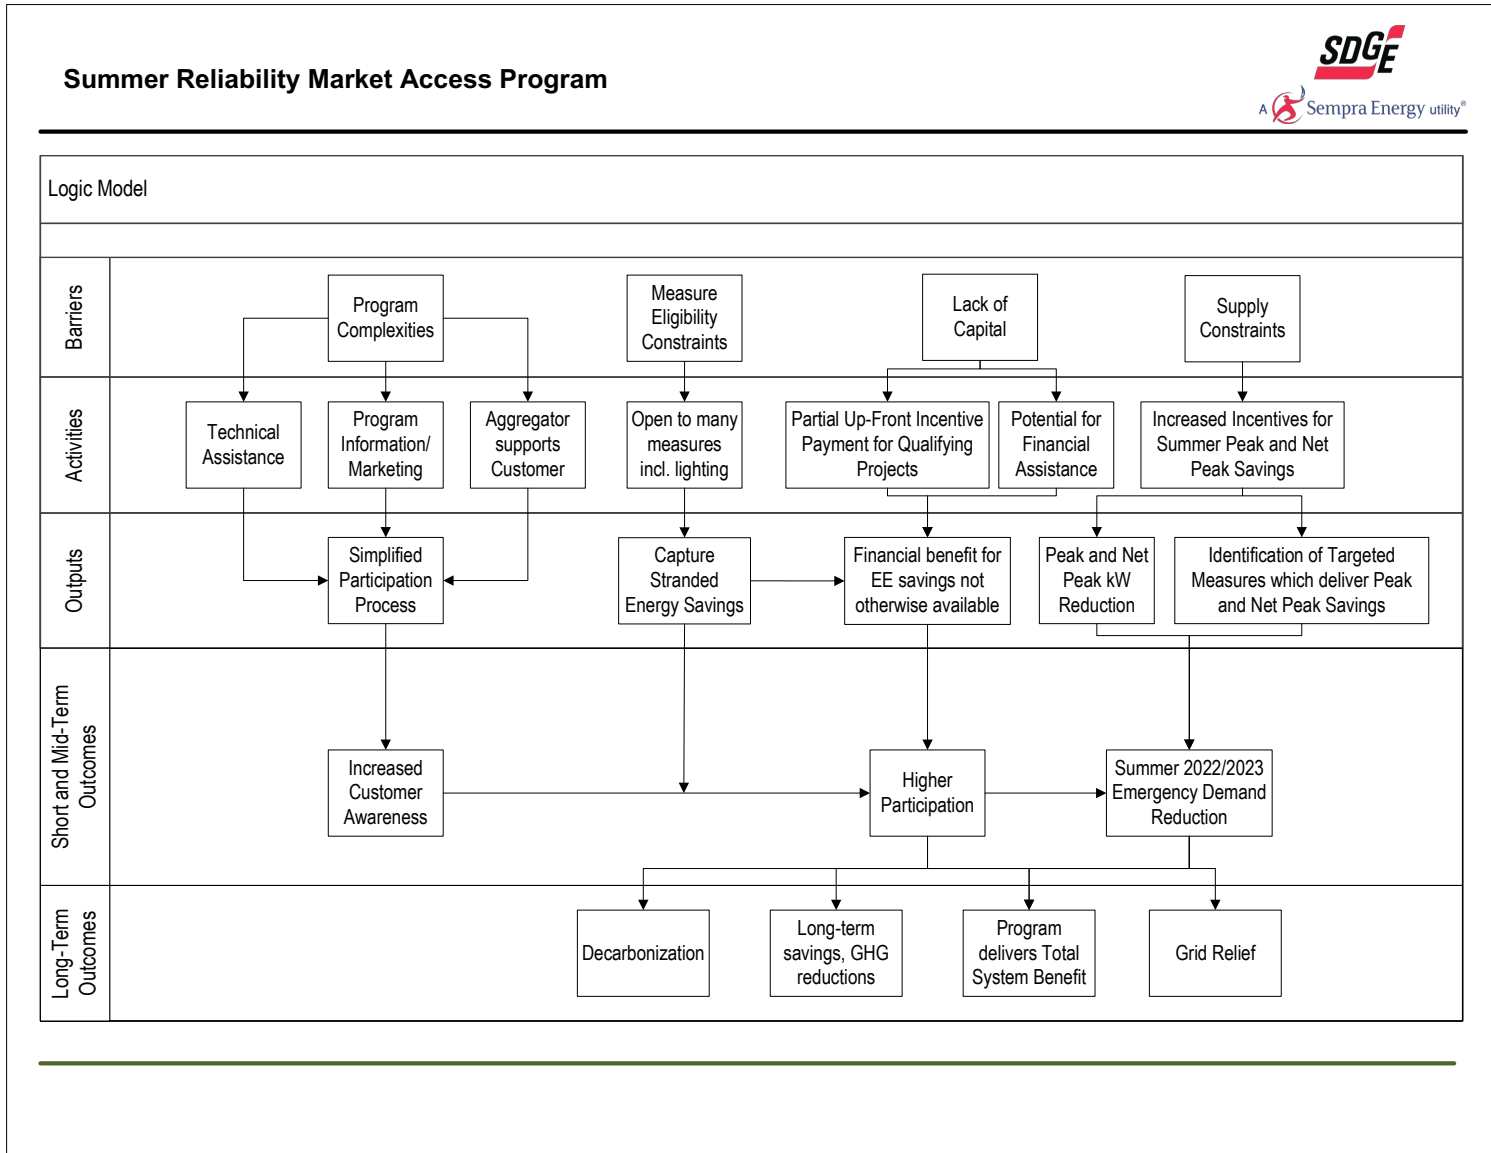 Summer Reliability Market Access Program
SDGE
A Sempra Energy utility®
Logic Model
Barriers
Program
Complexities
Measure
Eligibility
Constraints
Lack of
Capital
Supply
Constraints
Activities
Technical
Assistance
Program
Information/
Marketing
Aggregator
supports
Customer
Open to many
measures
incl. lighting
Partial Up-Front Incentive
Payment for Qualifying
Projects
Potential for
Financial
Assistance
Increased Incentives for
Summer Peak and Net
Peak Savings
Outputs
Simplified
Participation
Process
Capture
Stranded
Energy Savings
Financial benefit for
EE savings not
otherwise available
Peak and Net
Peak kW
Reduction
Identification of Targeted
Measures which deliver Peak
and Net Peak Savings
Short and Mid-Term
Outcomes
Increased
Customer
Awareness
Higher
Participation
Summer 2022/2023
Emergency Demand
Reduction
Long-Term
Outcomes
Decarbonization
Long-term
savings, GHG
reductions
Program
delivers Total
System Benefit
Grid Relief